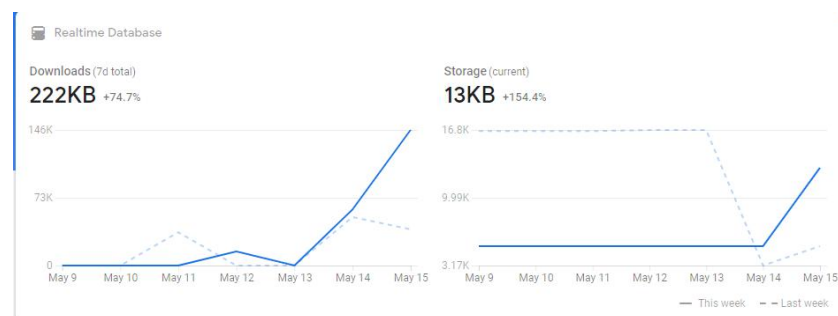 Realtime Database
Downloads (7d total)
222KB +74.7%
146K
73K
0
May 9 May 10 May 11 May 12 May 13 May 14 May 15
Storage (current)
13KB +154.4%
16.8K
9.99K
3.17K
May 9 May 10 May 11 May 12 May 13 May 14 May 15
This week Last week